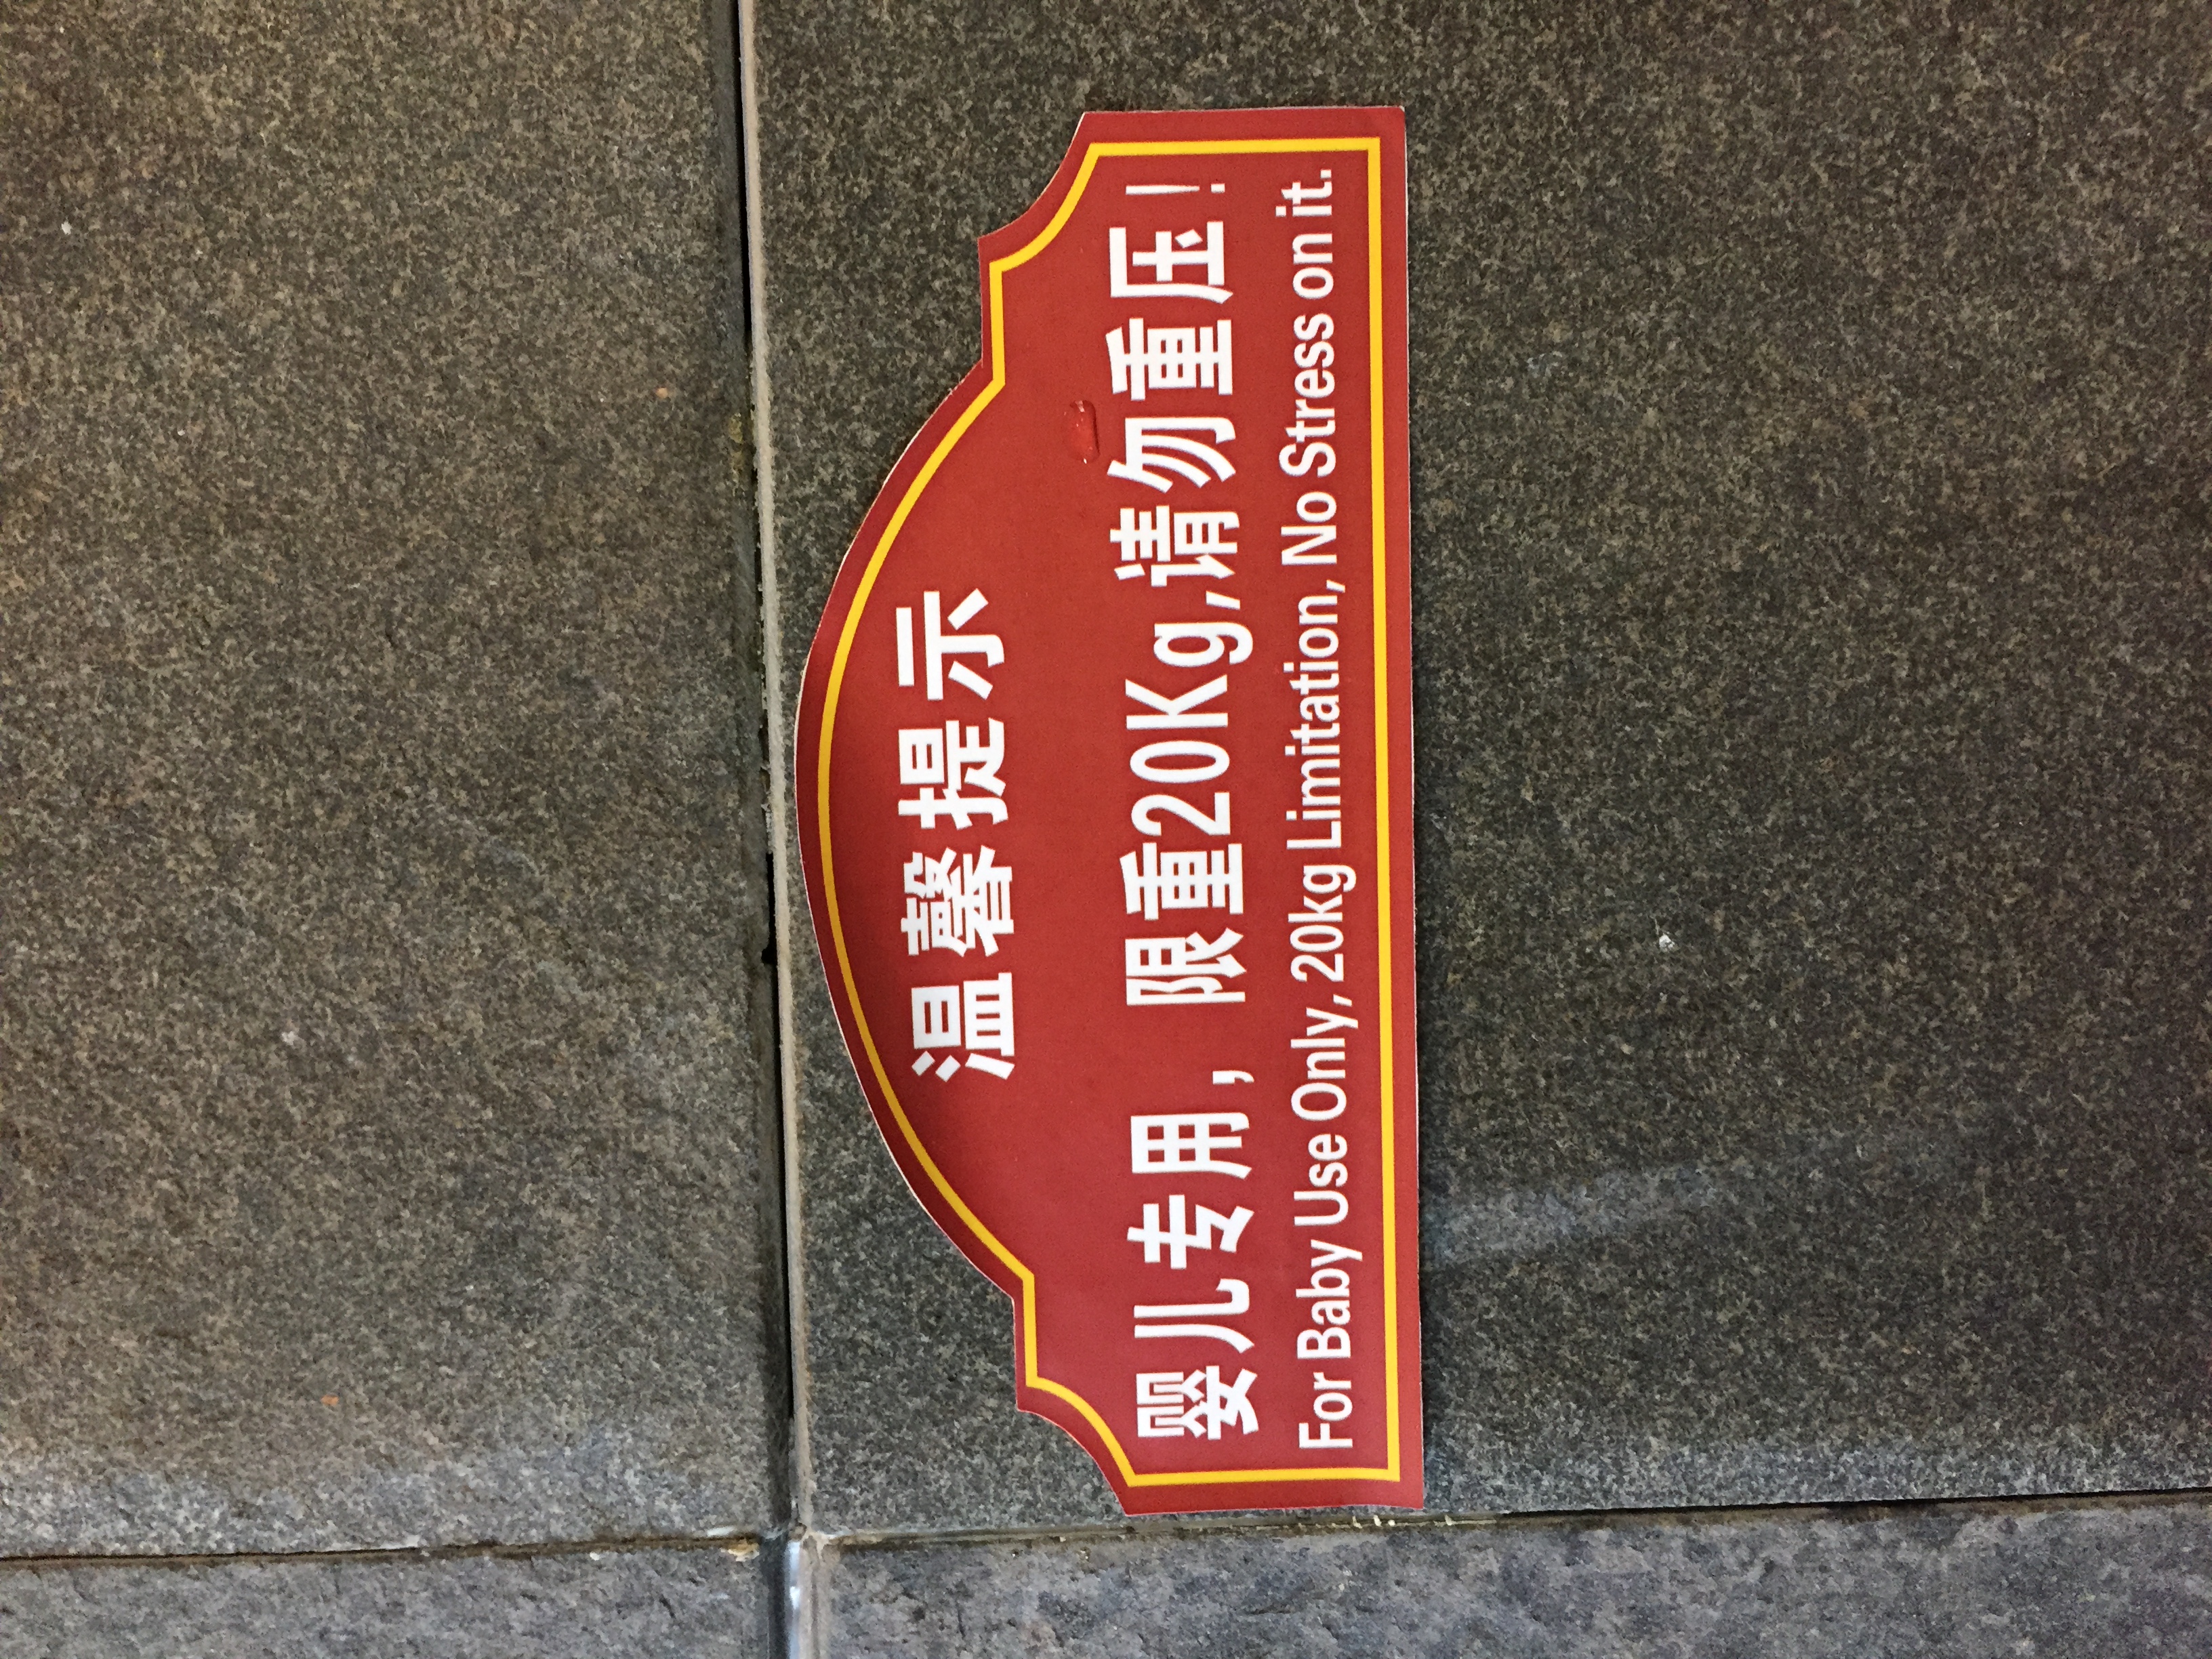 温馨提示
婴儿专用，限重20Kg,请勿重压！
For Baby Use Only, 20kg Limitation, No Stress on it.